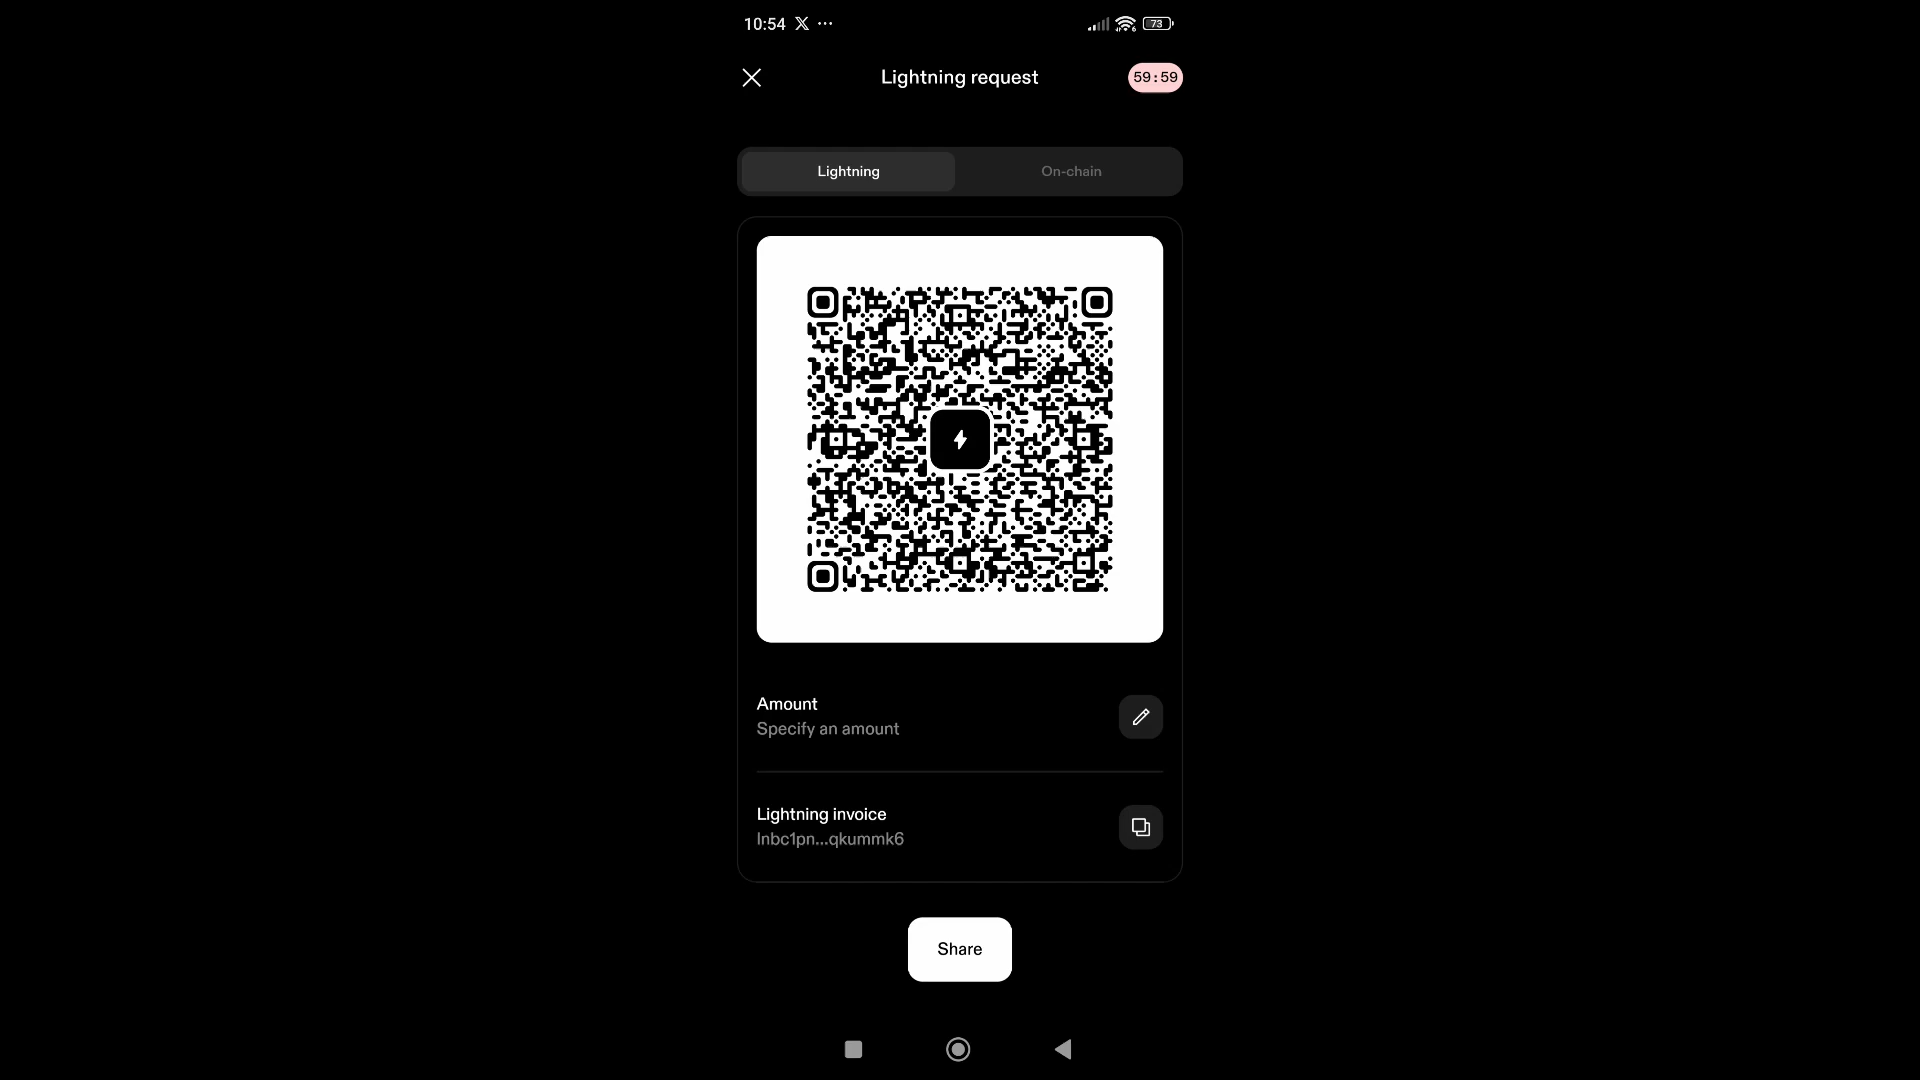 10:54 X ...
73
Lightning request
59:59
Lightning
On-chain
Amount
Specify an amount
Lightning invoice
lnbc1pn...qkummk6
Share